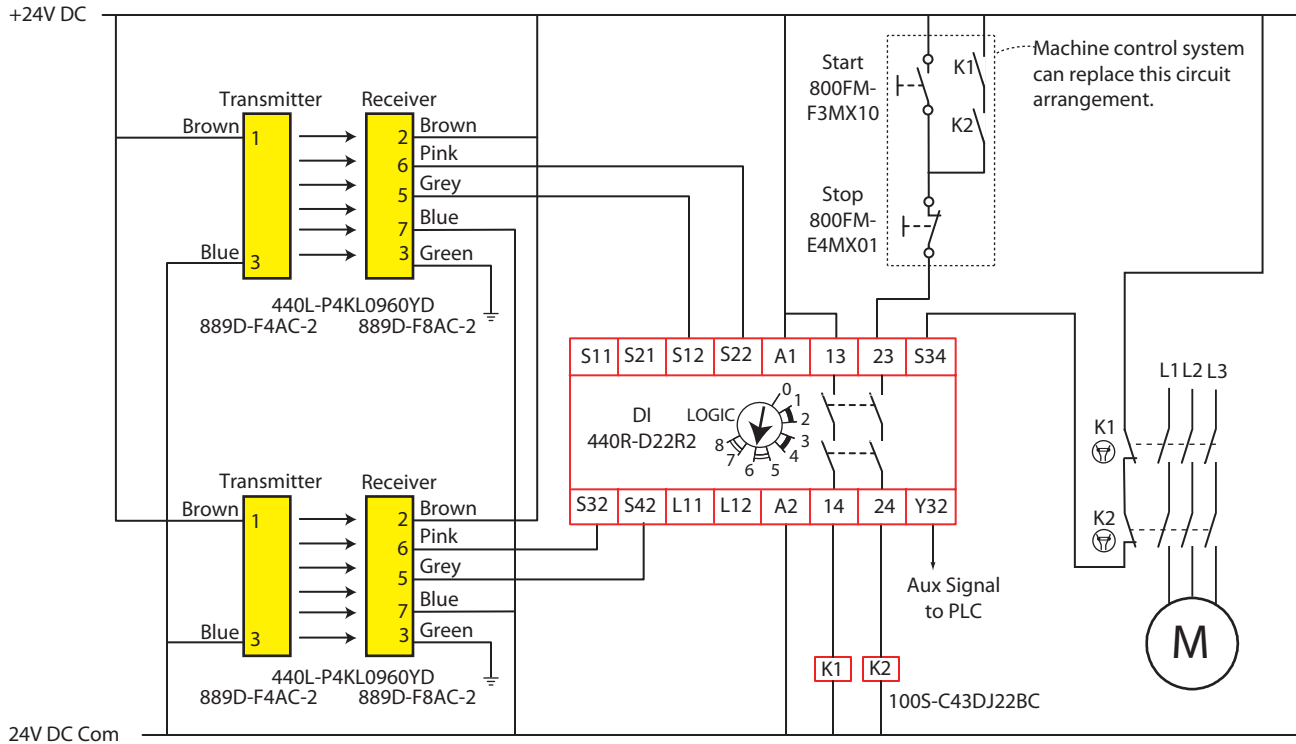 +24V DC
Transmitter Receiver
Brown 1 2 Brown
6 Pink
5 Grey
7 Blue
Blue 3 3 Green
440L-P4KL0960YD
889D-F4AC-2 889D-F8AC-2
Start
800FM-
F3MX10
K1
K2
Machine control system
can replace this circuit
arrangement.
Stop
800FM-
E4MX01
S11 S21 S12 S22 A1 13 23 S34
DI
440R-D22R2
LOGIC
0
1
2
3
4
5
6
7
8
S32 S42 L11 L12 A2 14 24 Y32
Aux Signal
to PLC
L1 L2 L3
K1
K2
M
Transmitter Receiver
Brown 1 2 Brown
6 Pink
5 Grey
7 Blue
Blue 3 3 Green
440L-P4KL0960YD
889D-F4AC-2 889D-F8AC-2
K1 K2
100S-C43DJ22BC
24V DC Com